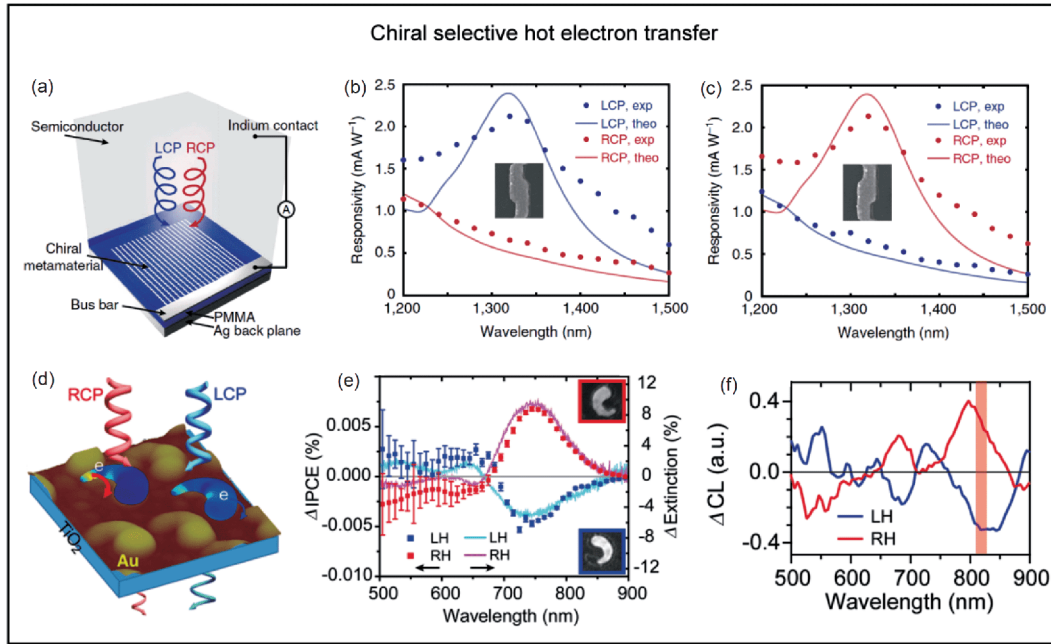 Chiral selective hot electron transfer
(a)
Semiconductor
Indium contact
LCP RCP
A
Chiral
metamaterial
Bus bar
PMMA
Ag back plane
(b)
Responsivity (mA W⁻¹)
2.5
2.0
1.5
1.0
0.5
0
LCP, exp
LCP, theo
RCP, exp
RCP, theo
1,200
1,300
1,400
1,500
Wavelength (nm)
(c)
Responsivity (mA W⁻¹)
2.5
2.0
1.5
1.0
0.5
0
LCP, exp
LCP, theo
RCP, exp
RCP, theo
1,200
1,300
1,400
1,500
Wavelength (nm)
(d)
RCP
LCP
e
e
TiO₂
Au
(e)
ΔIPCE (%)
0.005
0.000
-0.005
-0.010
12
8
4
0
-4
-8
-12
ΔExtinction (%)
LH LH
RH RH
500 600 700 800 900
Wavelength (nm)
(f)
ΔCL (a.u.)
0.4
0.0
-0.4
LH
RH
500 600 700 800 900
Wavelength (nm)